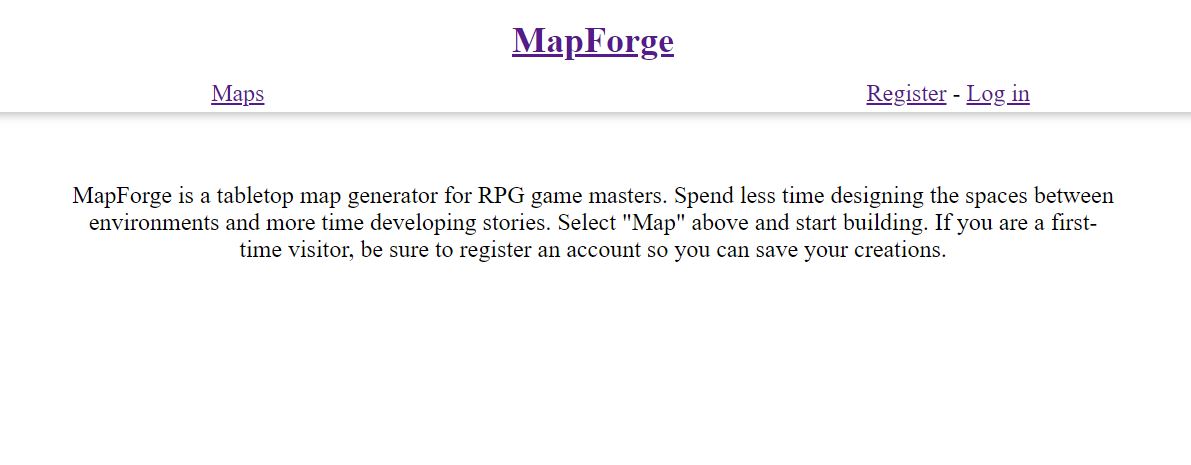 MapForge
Maps
Register - Log in
MapForge is a tabletop map generator for RPG game masters. Spend less time designing the spaces between
environments and more time developing stories. Select "Map" above and start building. If you are a first-
time visitor, be sure to register an account so you can save your creations.